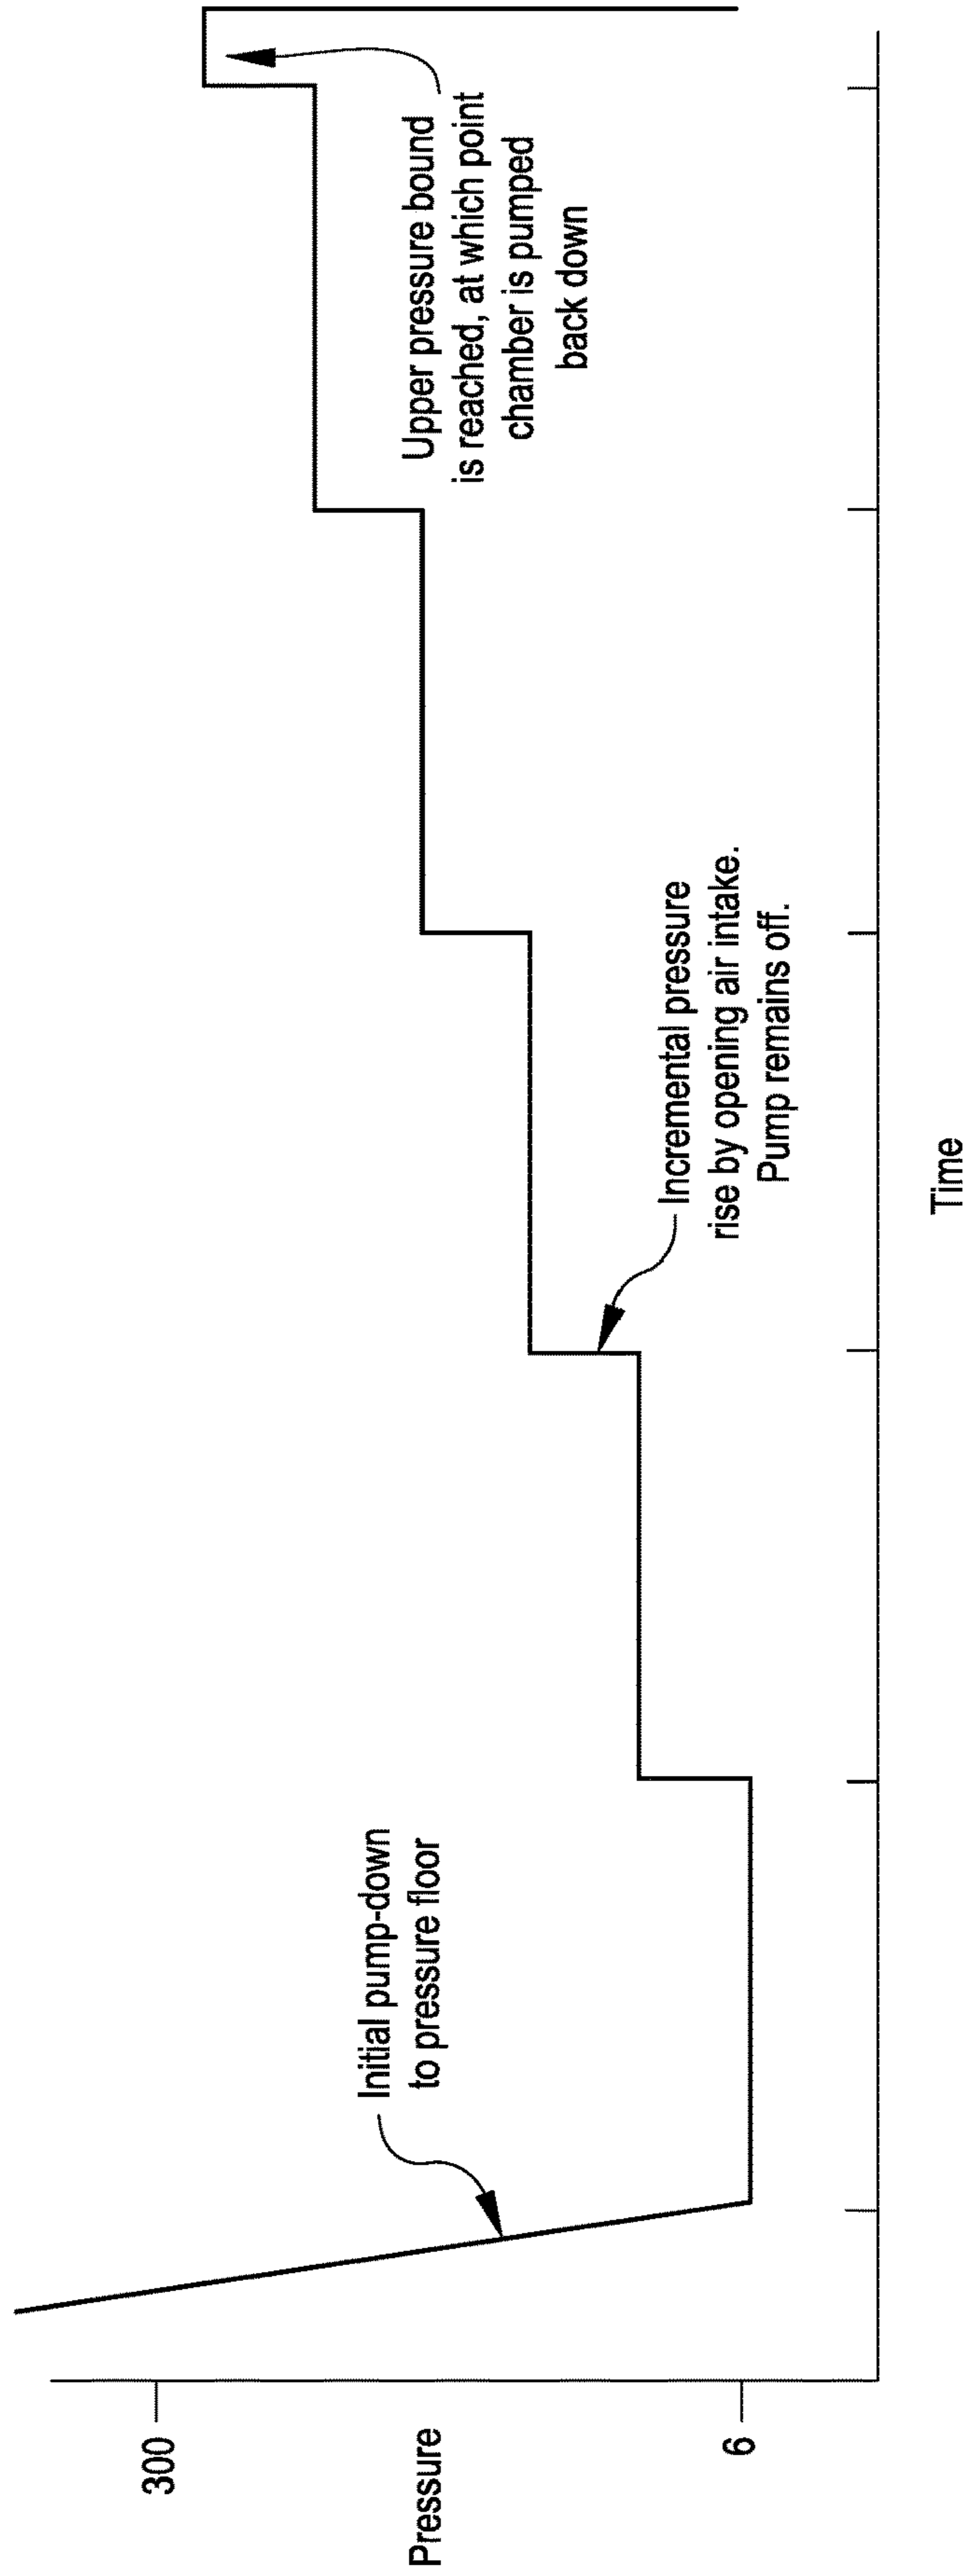 300
Pressure
6
Initial pump-down
to pressure floor
Incremental pressure
rise by opening air intake.
Pump remains off.
Upper pressure bound
is reached, at which point
chamber is pumped
back down
Time